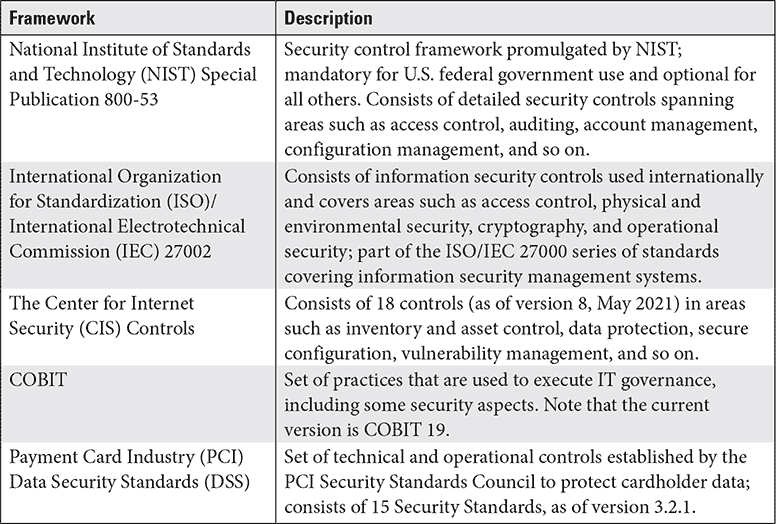 Framework Description
National Institute of Standards
and Technology (NIST) Special
Publication 800-53
Security control framework promulgated by NIST;
mandatory for U.S. federal government use and optional for
all others. Consists of detailed security controls spanning
areas such as access control, auditing, account management,
configuration management, and so on.
International Organization
for Standardization (ISO)/
International Electrotechnical
Commission (IEC) 27002
Consists of information security controls used internationally
and covers areas such as access control, physical and
environmental security, cryptography, and operational
security; part of the ISO/IEC 27000 series of standards
covering information security management systems.
The Center for Internet
Security (CIS) Controls
Consists of 18 controls (as of version 8, May 2021) in areas
such as inventory and asset control, data protection, secure
configuration, vulnerability management, and so on.
COBIT
Set of practices that are used to execute IT governance,
including some security aspects. Note that the current
version is COBIT 19.
Payment Card Industry (PCI)
Data Security Standards (DSS)
Set of technical and operational controls established by the
PCI Security Standards Council to protect cardholder data;
consists of 15 Security Standards, as of version 3.2.1.